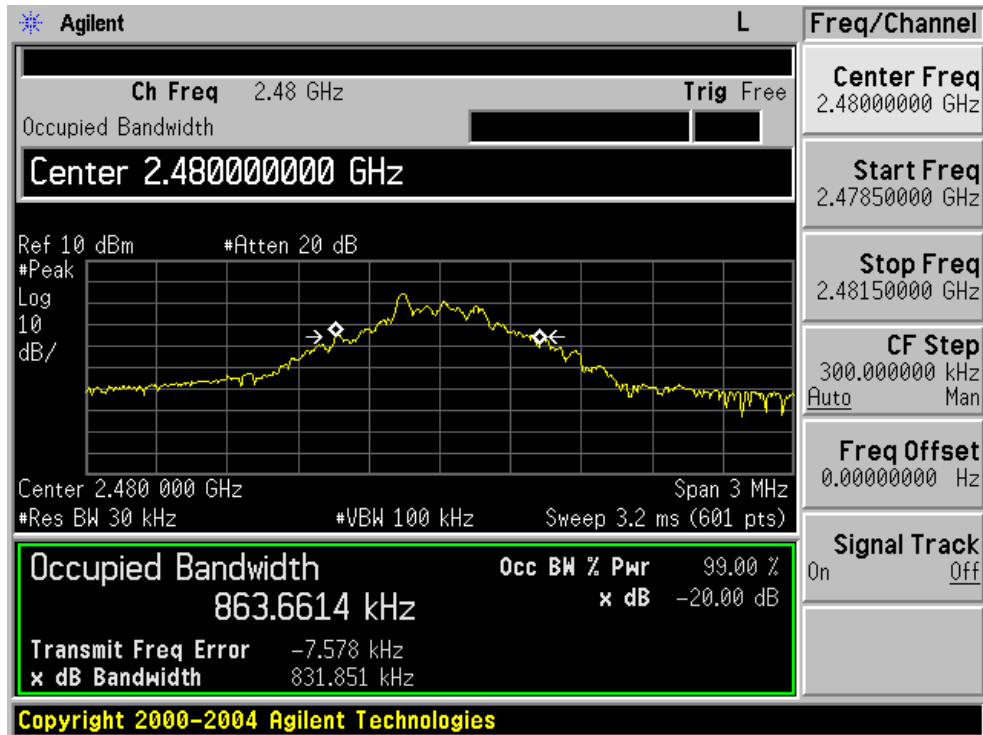 Agilent
L
Freq/Channel
Ch Freq 2.48 GHz
Trig Free
Occupied Bandwidth
Center 2.480000000 GHz
Ref 10 dBm #Atten 20 dB
#Peak
Log
10
dB/
Center 2.480 000 GHz
Span 3 MHz
#Res BW 30 kHz #VBW 100 kHz Sweep 3.2 ms (601 pts)
Occupied Bandwidth
863.6614 kHz
Occ BW % Pwr 99.00 %
x dB -20.00 dB
Transmit Freq Error -7.578 kHz
x dB Bandwidth 831.851 kHz
Copyright 2000-2004 Agilent Technologies
Center Freq
2.48000000 GHz
Start Freq
2.47850000 GHz
Stop Freq
2.48150000 GHz
CF Step
300.000000 kHz
Auto Man
Freq Offset
0.00000000 Hz
Signal Track
On Off